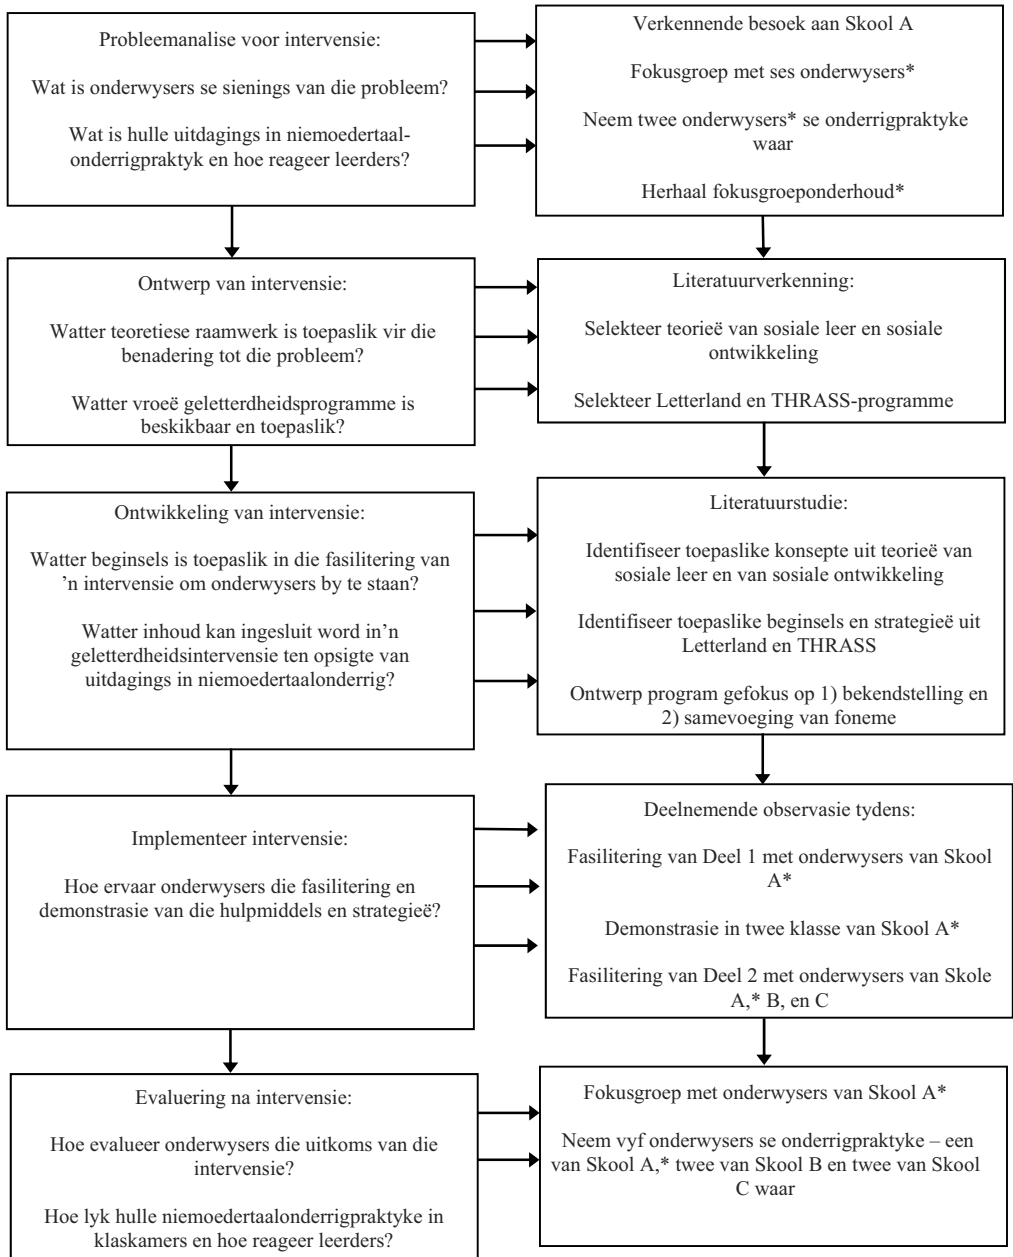 Probleemanalise voor intervensie:
Wat is onderwysers se sienings van die probleem?
Wat is hulle uitdagings in niemoedertaal-
onderrigpraktyk en hoe reageer leerders?
Verkennende besoek aan Skool A
Fokusgroep met ses onderwysers*
Neem twee onderwysers* se onderrigpraktyke
waar
Herhaal fokusgroeponderhoud*
Ontwerp van intervensie:
Watter teoretiese raamwerk is toepaslik vir die
benadering tot die probleem?
Watter vroeë geletterdheidsprogramme is
beskikbaar en toepaslik?
Literatuurverkenning:
Selekteer teorieë van sosiale leer en sosiale
ontwikkeling
Selekteer Letterland en THRASS-programme
Ontwikkeling van intervensie:
Watter beginsels is toepaslik in die fasilitering van
’n intervensie om onderwysers by te staan?
Watter inhoud kan ingesluit word in’n
geletterdheidsintervensie ten opsigte van
uitdagings in niemoedertaalonderrig?
Literatuurstudie:
Identifiseer toepaslike konsepte uit teorieë van
sosiale leer en van sosiale ontwikkeling
Identifiseer toepaslike beginsels en strategieë uit
Letterland en THRASS
Ontwerp program gefokus op 1) bekendstelling en
2) samevoeging van foneme
Implementeer intervensie:
Hoe ervaar onderwysers die fasilitering en
demonstrasie van die hulpmiddels en strategieë?
Deelnemende observasie tydens:
Fasilitering van Deel 1 met onderwysers van Skool
A*
Demonstrasie in twee klasse van Skool A*
Fasilitering van Deel 2 met onderwysers van Skole
A,* B, en C
Evaluering na intervensie:
Hoe evalueer onderwysers die uitkoms van die
intervensie?
Hoe lyk hulle niemoedertaalonderrigpraktyke in
klaskamers en hoe reageer leerders?
Fokusgroep met onderwysers van Skool A*
Neem vyf onderwysers se onderrigpraktyke – een
van Skool A,* twee van Skool B en twee van Skool
C waar